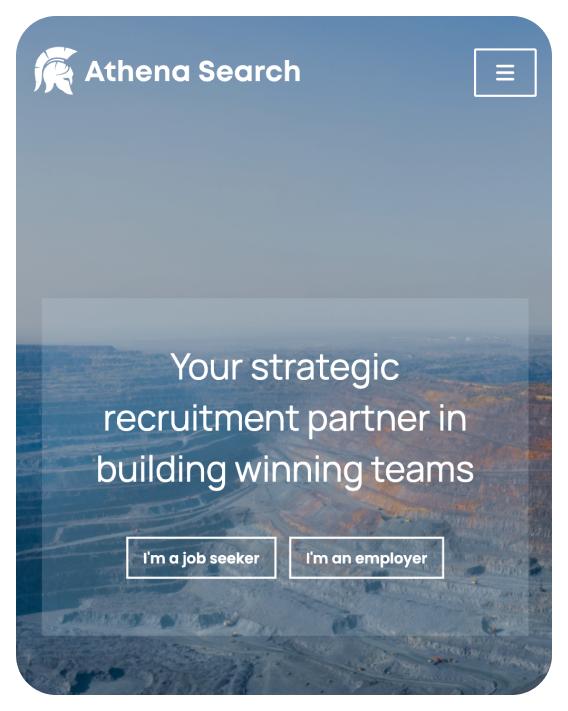 Athena Search
Your strategic
recruitment partner in
building winning teams
I'm a job seeker
I'm an employer